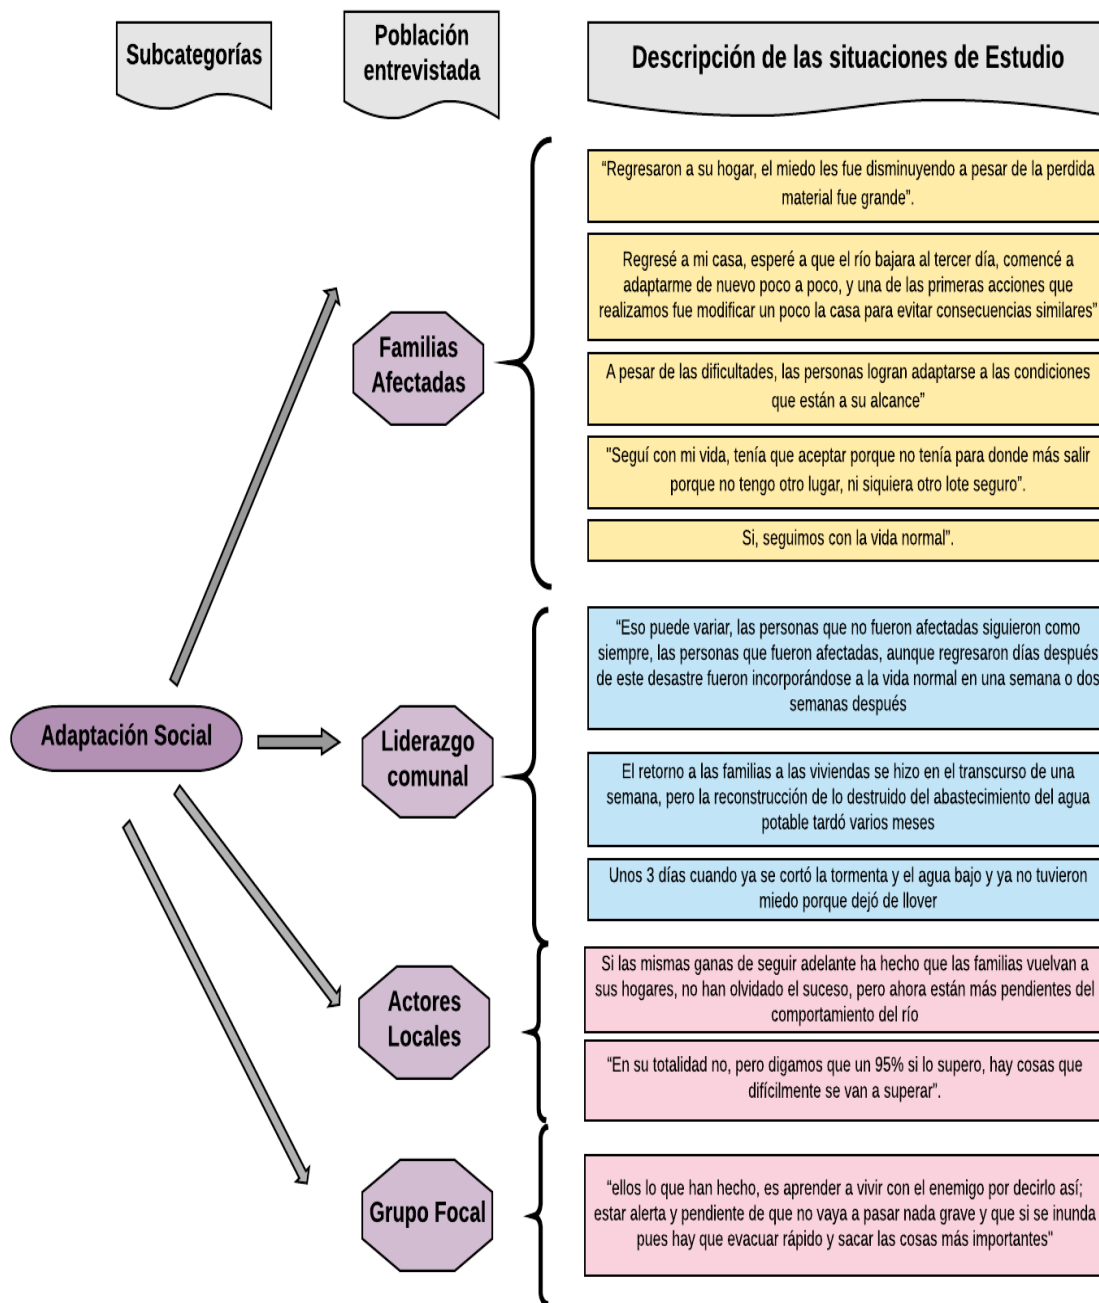 Subcategorías
Población
entrevistada
Descripción de las situaciones de Estudio
Adaptación Social
Familias
Afectadas
“Regresaron a su hogar, el miedo les fue disminuyendo a pesar de la perdida
material fue grande”.
Regresé a mi casa, esperé a que el río bajara al tercer día, comencé a
adaptarme de nuevo poco a poco, y una de las primeras acciones que
realizamos fue modificar un poco la casa para evitar consecuencias similares”
A pesar de las dificultades, las personas logran adaptarse a las condiciones
que están a su alcance”
"Seguí con mi vida, tenía que aceptar porque no tenía para donde más salir
porque no tengo otro lugar, ni siquiera otro lote seguro”.
Si, seguimos con la vida normal”.
Liderazgo
comunal
“Eso puede variar, las personas que no fueron afectadas siguieron como
siempre, las personas que fueron afectadas, aunque regresaron días después
de este desastre fueron incorporándose a la vida normal en una semana o dos
semanas después
El retorno a las familias a las viviendas se hizo en el transcurso de una
semana, pero la reconstrucción de lo destruido del abastecimiento del agua
potable tardó varios meses
Unos 3 días cuando ya se cortó la tormenta y el agua bajo y ya no tuvieron
miedo porque dejó de llover
Actores
Locales
Si las mismas ganas de seguir adelante ha hecho que las familias vuelvan a
sus hogares, no han olvidado el suceso, pero ahora están más pendientes del
comportamiento del río
“En su totalidad no, pero digamos que un 95% si lo supero, hay cosas que
difícilmente se van a superar”.
Grupo Focal
“ellos lo que han hecho, es aprender a vivir con el enemigo por decirlo así;
estar alerta y pendiente de que no vaya a pasar nada grave y que si se inunda
pues hay que evacuar rápido y sacar las cosas más importantes"